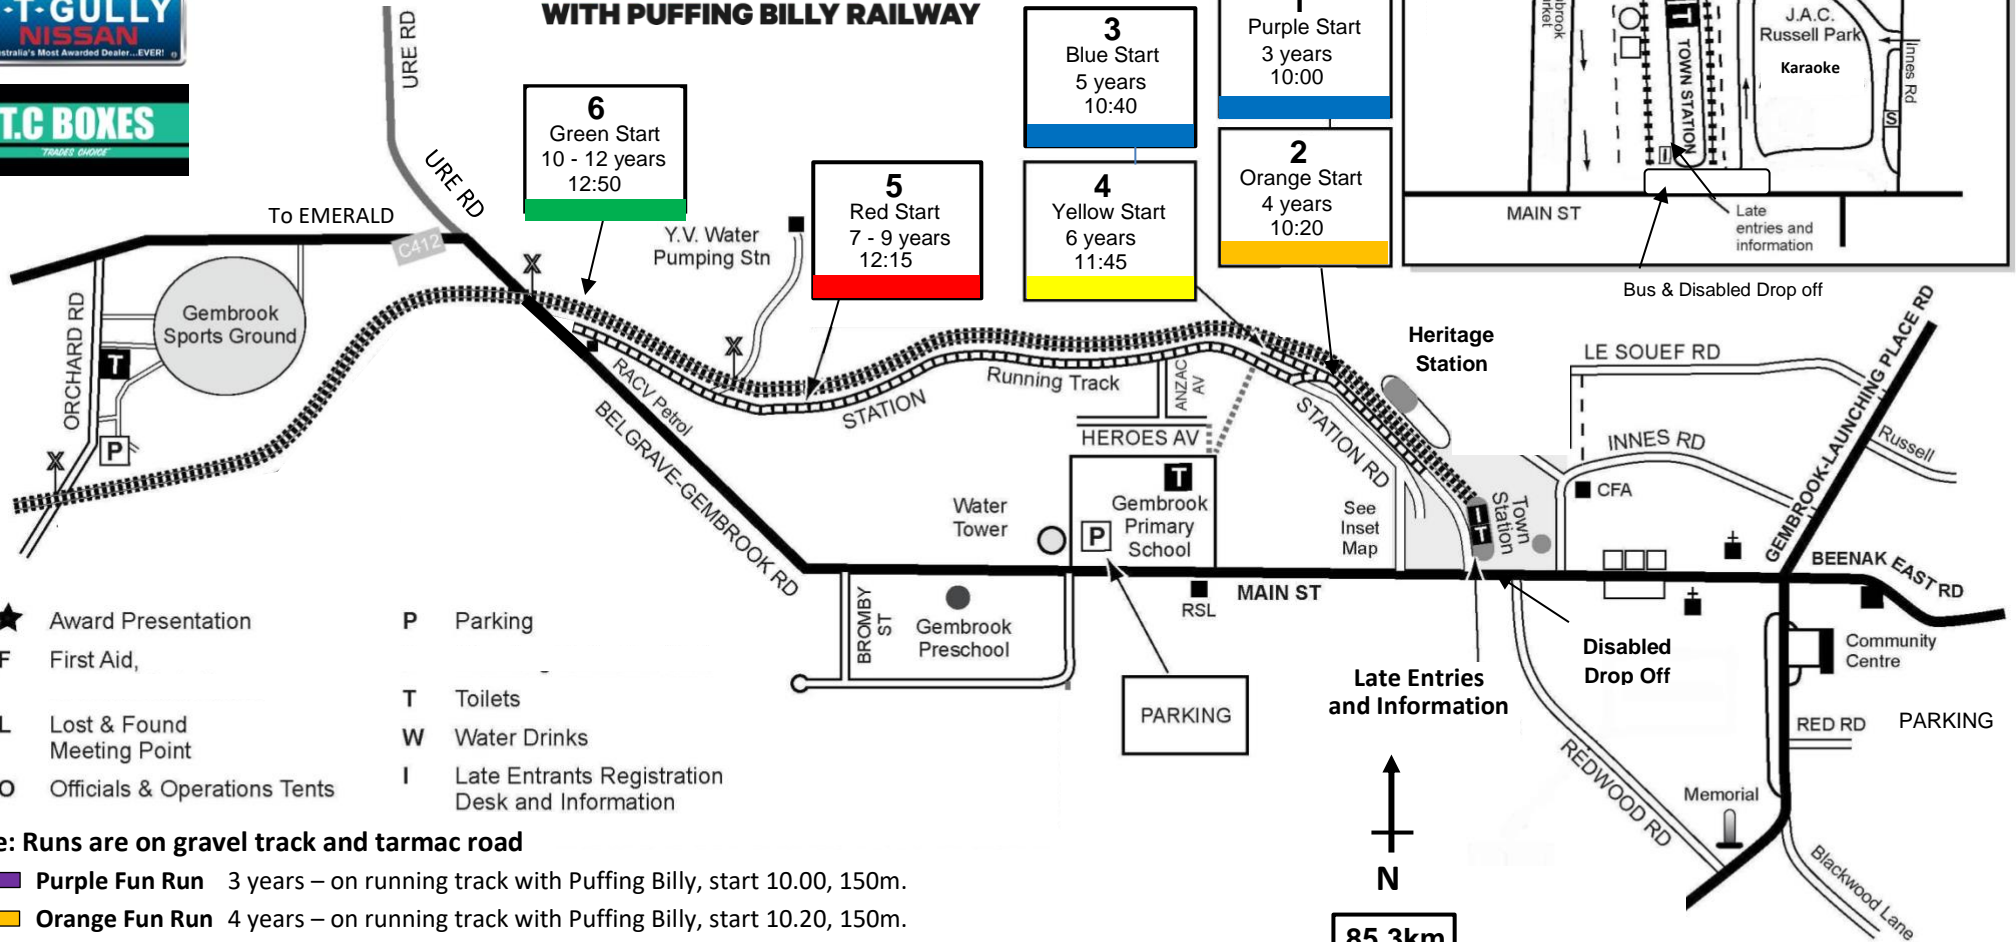 T-GULLY
NISSAN
stralia's Most Awarded Dealer...EVER!
T.C BOXES
"TRADES CHOICE"
WITH PUFFING BILLY RAILWAY
URE RD
URE RD
To EMERALD
C412
6
Green Start
10 - 12 years
12:50
5
Red Start
7 - 9 years
12:15
3
Blue Start
5 years
10:40
4
Yellow Start
6 years
11:45
Purple Start
3 years
10:00
2
Orange Start
4 years
10:20
J.A.C.
Russell Park
Karaoke
Innes Rd
S
T
TOWN STATION
I
MAIN ST
Late
entries and
information
Bus & Disabled Drop off
Y.V. Water
Pumping Stn
X
X
X
Gembrook
Sports Ground
ORCHARD RD
T
P
RACV Petrol
BELGRAVE-GEMBROOK RD
STATION
Running Track
ANZAC
AV
HEROES AV
STATION RD
Heritage
Station
LE SOUEF RD
INNES RD
Russell
GEMBROOK-LAUNCHING PLACE RD
CFA
Water
Tower
P
T
Gembrook
Primary
School
See
Inset
Map
I
T
Town
Station
MAIN ST
RSL
BEENAK EAST RD
BROMBY
ST
Gembrook
Preschool
PARKING
Late Entries
and Information
Disabled
Drop Off
Community
Centre
RED RD
PARKING
REDWOOD RD
Memorial
Blackwood Lane
N
85.3km
Award Presentation
F First Aid,
L Lost & Found
Meeting Point
O Officials & Operations Tents
P Parking
T Toilets
W Water Drinks
I Late Entrants Registration
Desk and Information
e: Runs are on gravel track and tarmac road
Purple Fun Run 3 years – on running track with Puffing Billy, start 10.00, 150m.
Orange Fun Run 4 years – on running track with Puffing Billy, start 10.20, 150m.